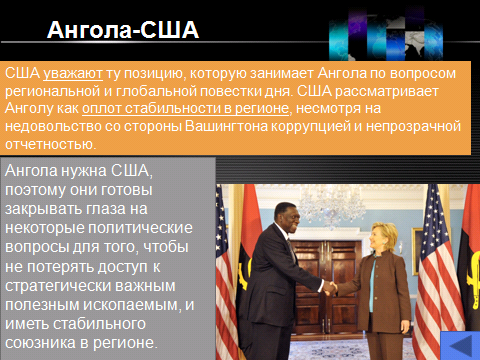 Ангола-США
США уважают ту позицию, которую занимает Ангола по вопросом
региональной и глобальной повестки дня. США рассматривает
Анголу как оплот стабильности в регионе, несмотря на
недовольство со стороны Вашингтона коррупцией и непрозрачной
отчетностью.
Ангола нужна США,
поэтому они готовы
закрывать глаза на
некоторые политические
вопросы для того, чтобы
не потерять доступ к
стратегически важным
полезным ископаемым, и
иметь стабильного
союзника в регионе.